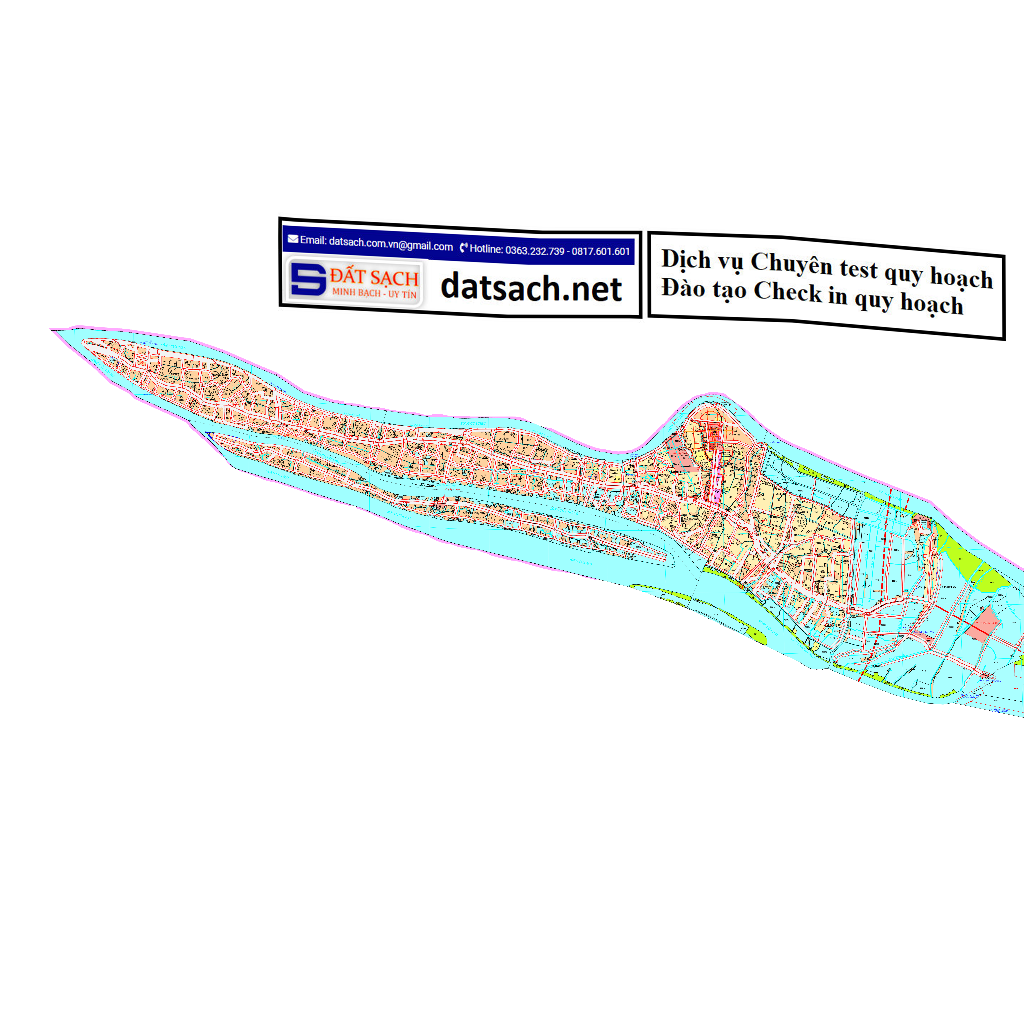 Email: datsach.com.vn@gmail.com Hotline: 0363.232.739 - 0817.601.601
ĐẤT SẠCH
MINH BẠCH - UY TÍN
datsach.net
Dịch vụ Chuyên test quy hoạch
Đào tạo Check in quy hoạch